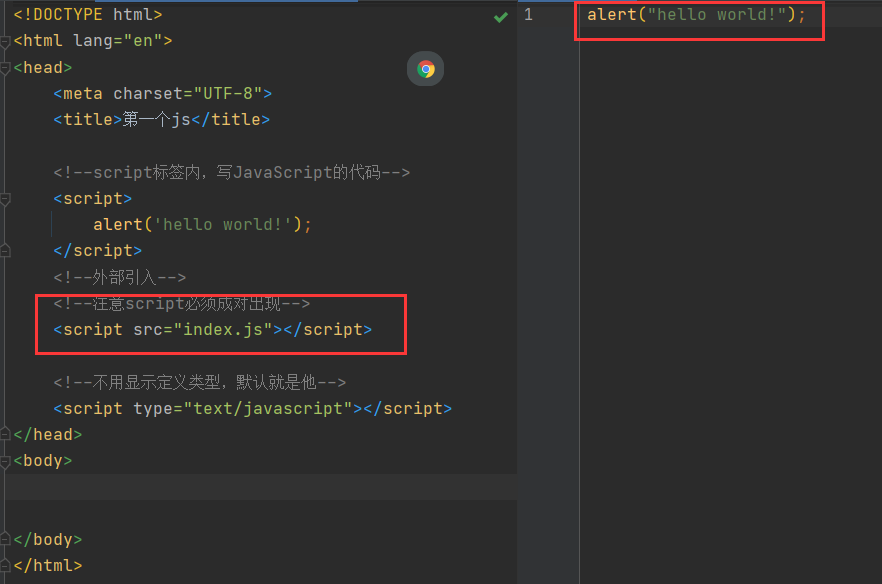 <!DOCTYPE html>
<html lang="en">
<head>
    <meta charset="UTF-8">
    <title>第一个js</title>
    <!--script标签内，写JavaScript的代码-->
    <script>
        alert('hello world!');
    </script>
    <!--外部引入-->
    <!--注意script必须成对出现-->
    <script src="index.js"></script>
    <!--不用显示定义类型，默认就是他-->
    <script type="text/javascript"></script>
</head>
<body>
</body>
</html>
1 alert("hello world!");